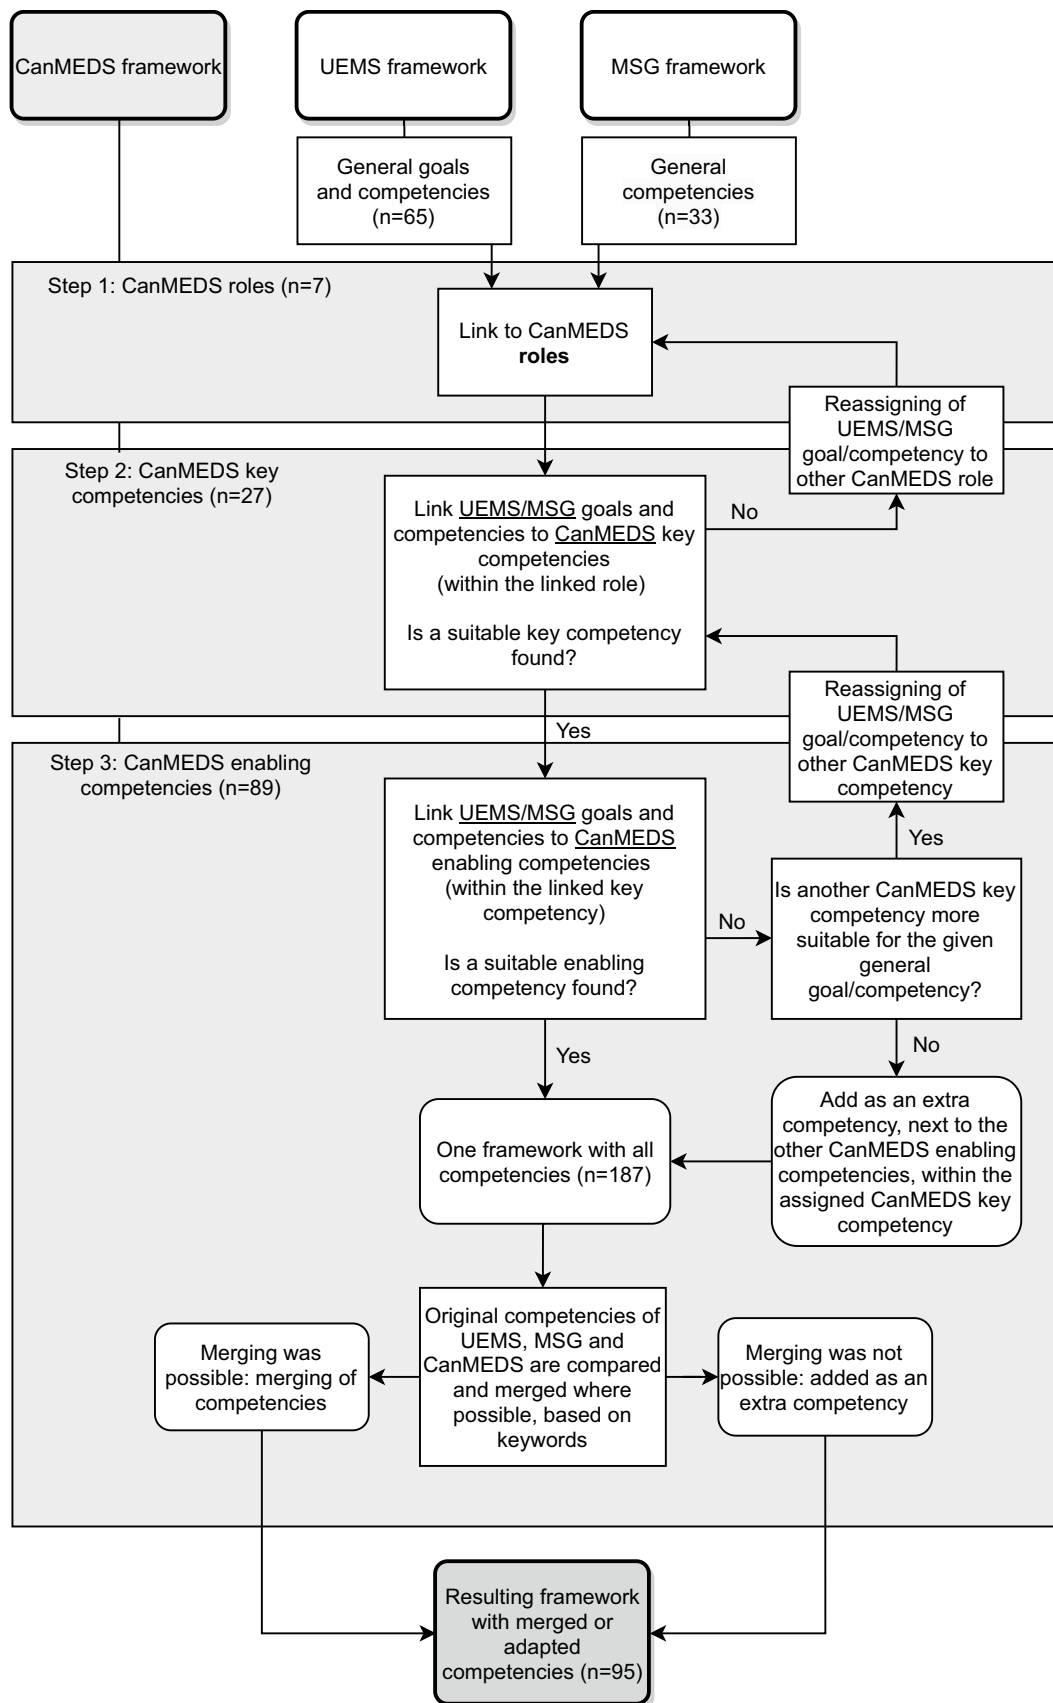 CanMEDS framework
UEMS framework
MSG framework
General goals
and competencies
(n=65)
General
competencies
(n=33)
Step 1: CanMEDS roles (n=7)
Link to CanMEDS
roles
Reassigning of
UEMS/MSG
goal/competency to
other CanMEDS role
Step 2: CanMEDS key
competencies (n=27)
Link UEMS/MSG goals and
competencies to CanMEDS key
competencies
(within the linked role)
Is a suitable key competency
found?
No
Reassigning of
UEMS/MSG
goal/competency to
other CanMEDS key
competency
Yes
Step 3: CanMEDS enabling
competencies (n=89)
Link UEMS/MSG goals and
competencies to CanMEDS
enabling competencies
(within the linked key
competency)
Is a suitable enabling
competency found?
No
Yes
Is another CanMEDS key
competency more
suitable for the given
general
goal/competency?
Yes
No
One framework with all
competencies (n=187)
Add as an extra
competency, next to the
other CanMEDS enabling
competencies, within the
assigned CanMEDS key
competency
Original competencies of
UEMS, MSG and
CanMEDS are compared
and merged where
possible, based on
keywords
Merging was
possible: merging of
competencies
Merging was not
possible: added as an
extra competency
Resulting framework
with merged or
adapted
competencies (n=95)